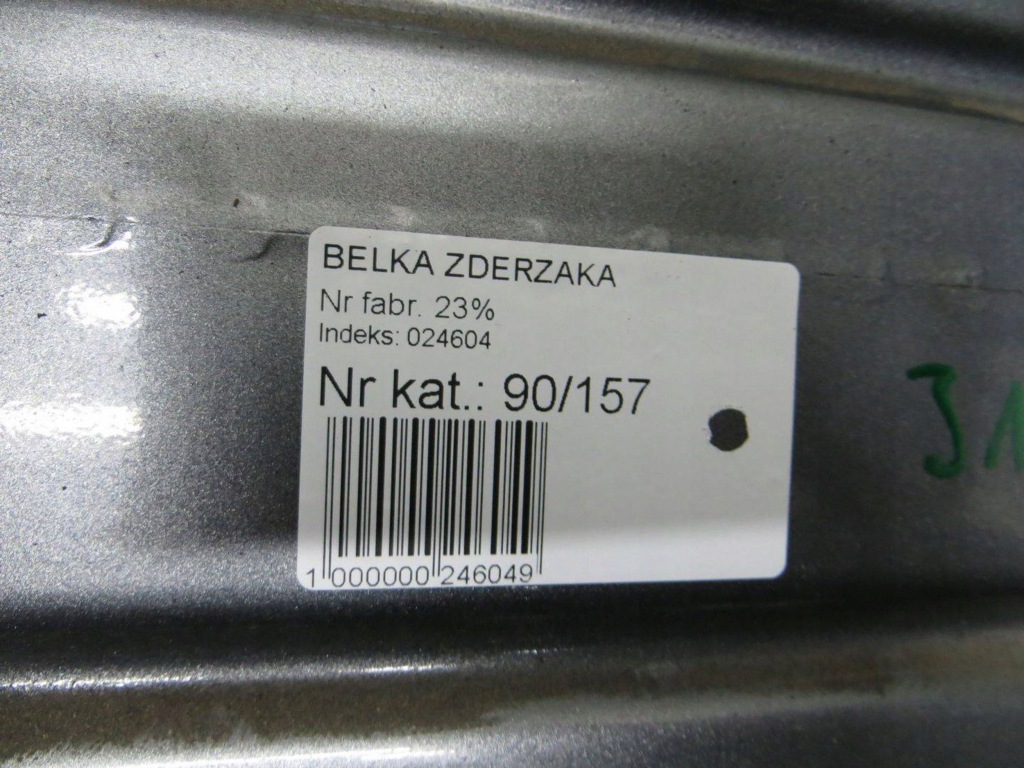 BELKA ZDERZAKA
Nr fabr. 23%
Indeks: 024604
Nr kat.: 90/157
1 000000 246049